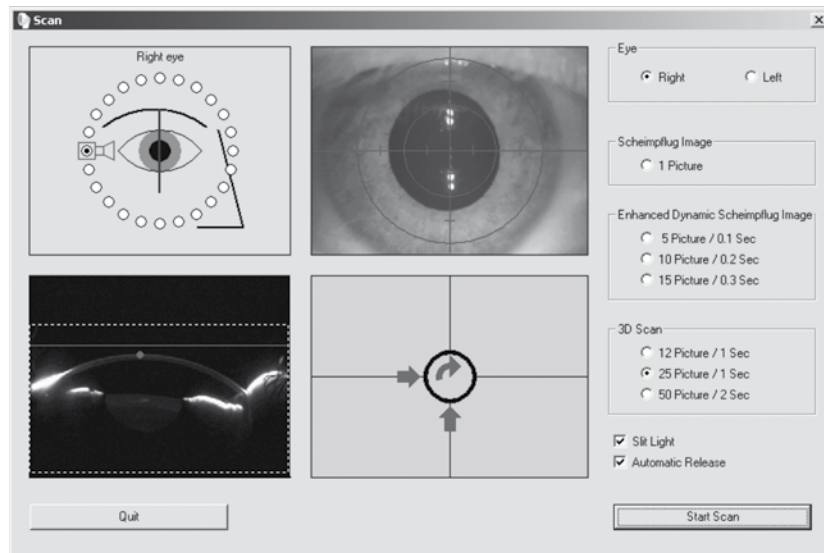 Scan
Right eye
Eye
Right
Left
Scheimpflug Image
1 Picture
Enhanced Dynamic Scheimpflug Image
5 Picture / 0.1 Sec
10 Picture / 0.2 Sec
15 Picture / 0.3 Sec
3D Scan
12 Picture / 1 Sec
25 Picture / 1 Sec
50 Picture / 2 Sec
Slit Light
Automatic Release
Quit
Start Scan